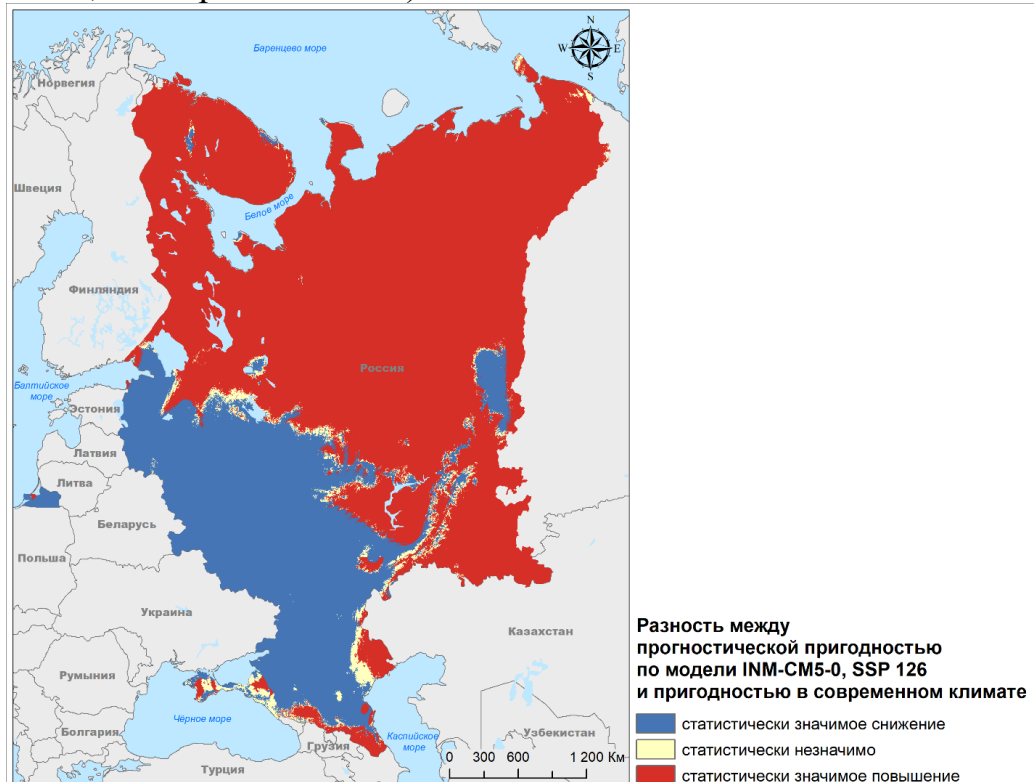 N
W E
S
Баренцево море
Норвегия
Швеция
Белое море
Финляндия
Россия
Балтийское
море
Эстония
Латвия
Литва
Беларусь
Польша
Украина
Казахстан
Румыния
Чёрное море
Болгария
Каспийское
море
Узбекистан
Грузия
Турция
0 300 600 1 200 Км
Разность между
прогностической пригодностью
по модели INM-CM5-0, SSP 126
и пригодностью в современном климате
статистически значимое снижение
статистически незначимо
статистически значимое повышение